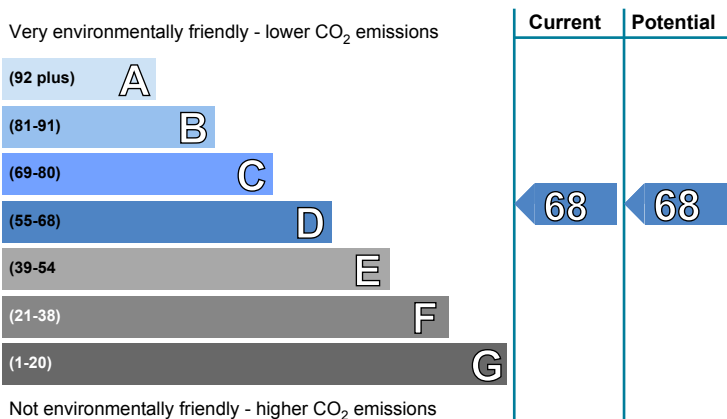 Very environmentally friendly - lower CO2 emissions
Current
Potential
(92 plus) A
(81-91) B
(69-80) C
(55-68) D
68
68
(39-54 E
(21-38) F
(1-20) G
Not environmentally friendly - higher CO2 emissions